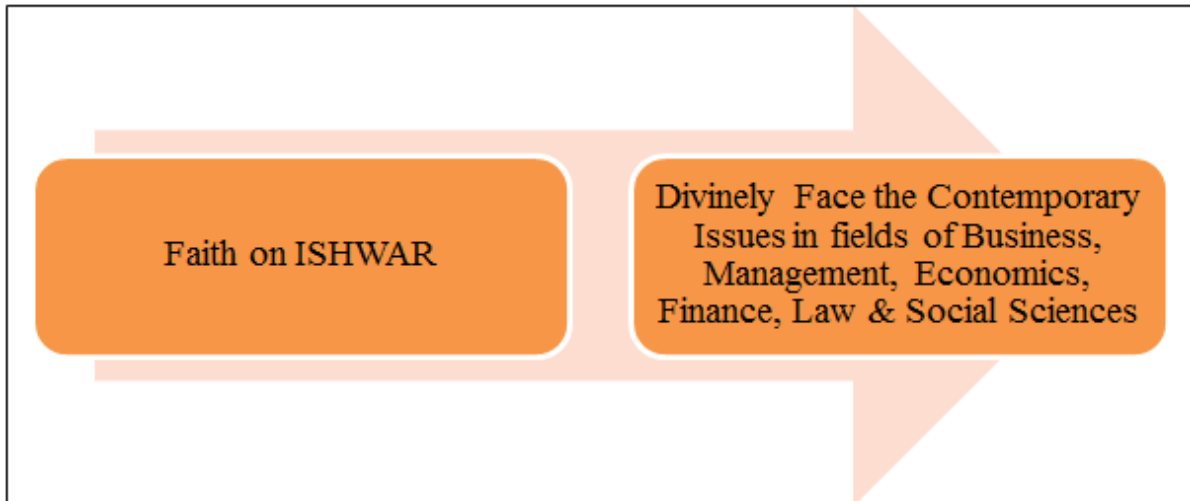 Faith on ISHWAR
Divinely Face the Contemporary
Issues in fields of Business,
Management, Economics,
Finance, Law & Social Sciences